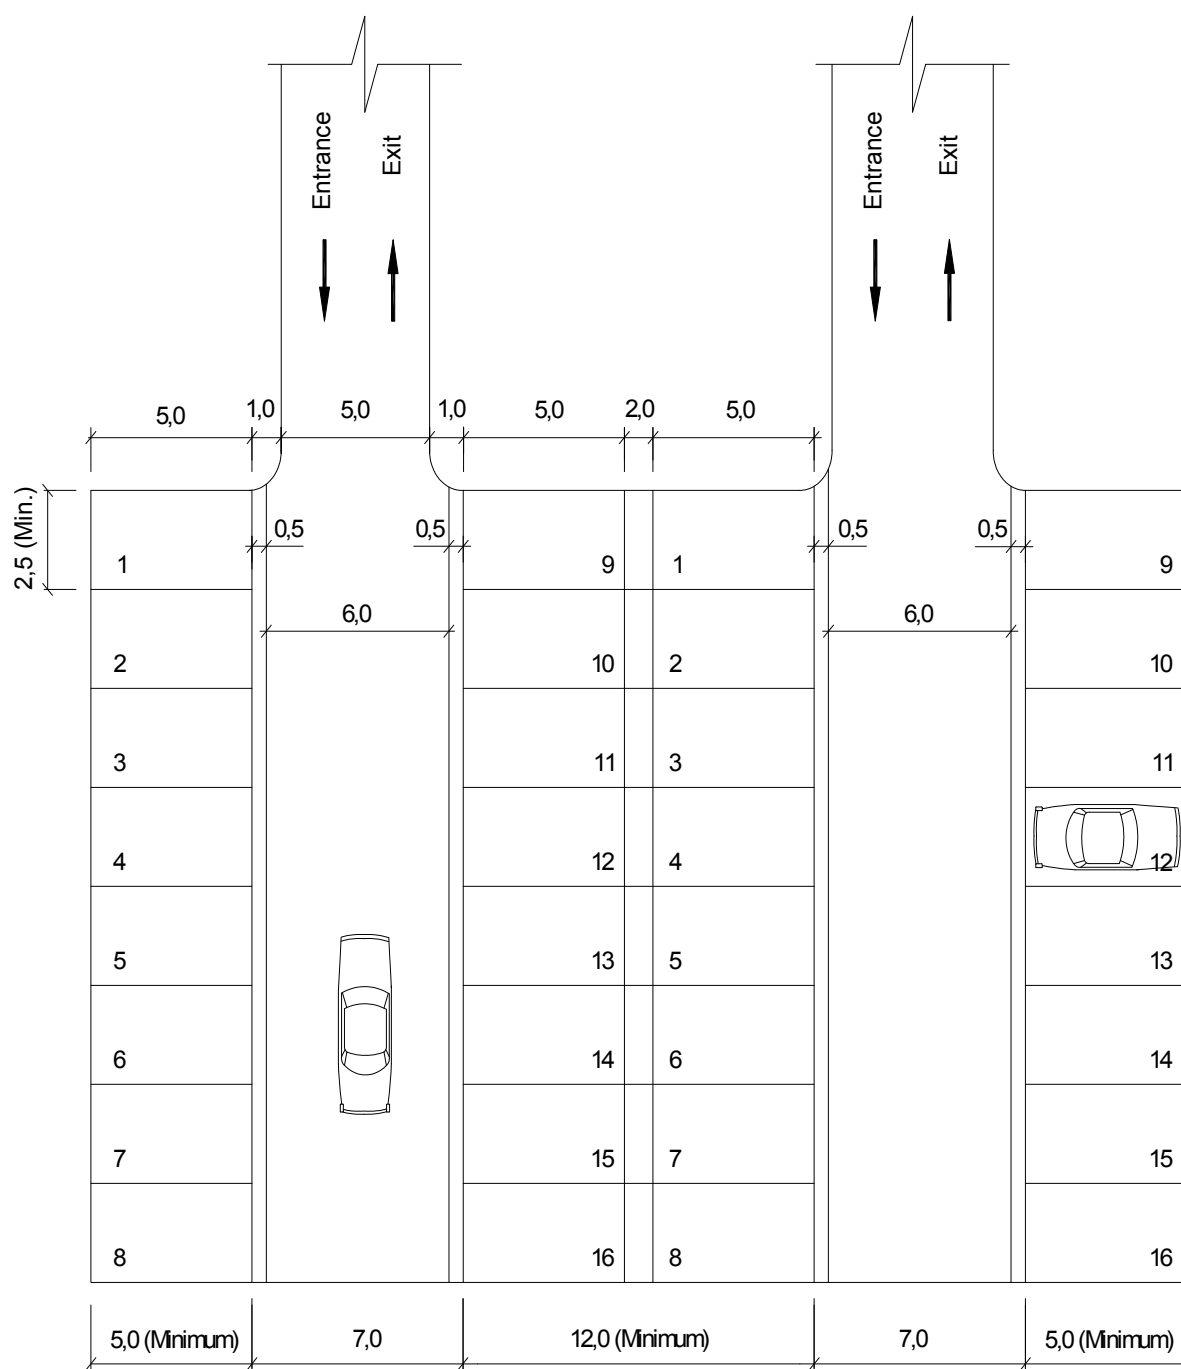 Entrance Exit Entrance Exit
5,0 1,0 5,0 1,0 5,0 2,0 5,0
2,5 (Min.)
0,5 0,5 0,5 0,5
1 9 1 9
6,0 6,0
2 10 2 10
3 11 3 11
4 12 4 12
5 13 5 13
6 14 6 14
7 15 7 15
8 16 8 16
5,0 (Minimum) 7,0 12,0 (Minimum) 7,0 5,0 (Minimum)